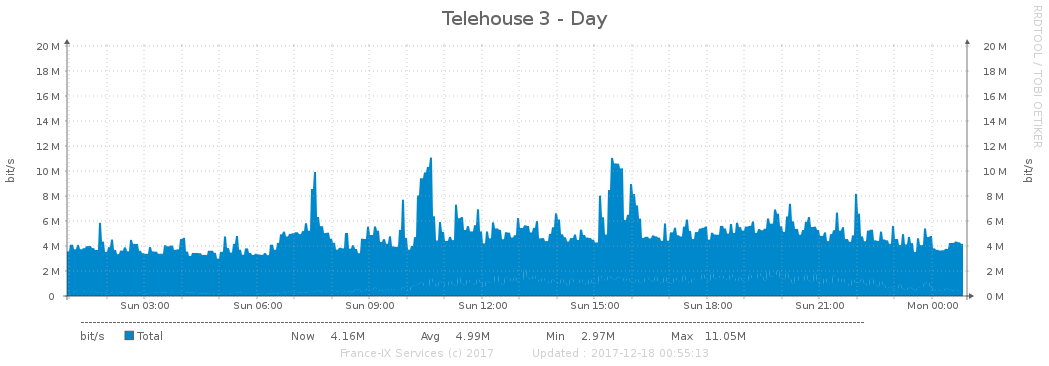 Telehouse 3 - Day
RRDTOOL / TOBI OETIKER
bit/s
20 M 20 M
18 M 18 M
16 M 16 M
14 M 14 M
12 M 12 M
10 M 10 M
8 M 8 M
6 M 6 M
4 M 4 M
2 M 2 M
0 0 M
bit/s
Sun 03:00 Sun 06:00 Sun 09:00 Sun 12:00 Sun 15:00 Sun 18:00 Sun 21:00 Mon 00:00
bit/s Total Now 4.16M Avg 4.99M Min 2.97M Max 11.05M
France-IX Services (c) 2017 Updated : 2017-12-18 00:55:13